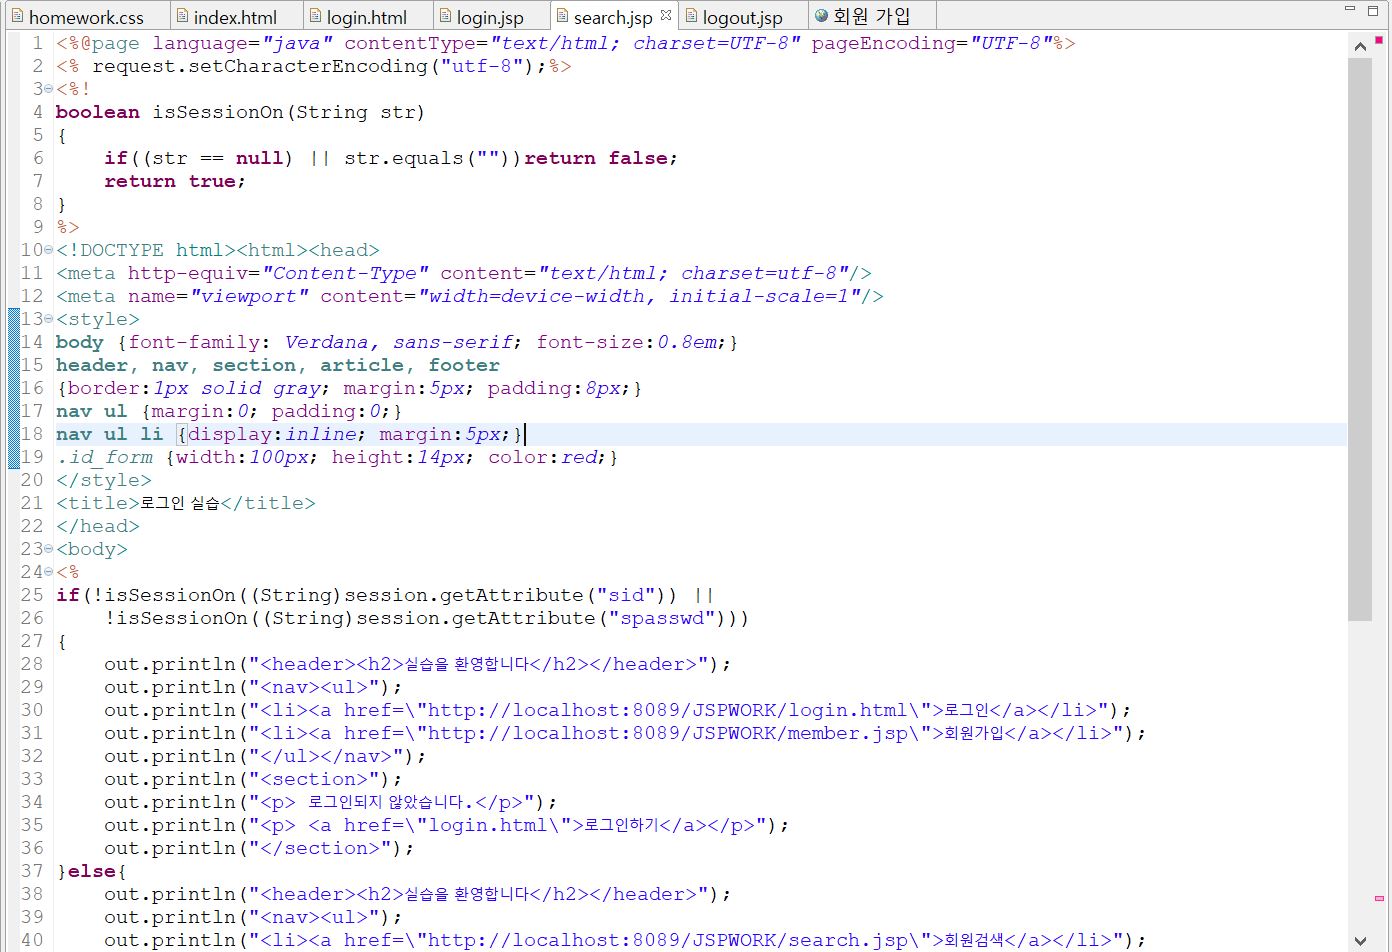 homework.css index.html login.html login.jsp search.jsp logout.jsp 회원 가입
1 <%@page language="java" contentType="text/html; charset=UTF-8" pageEncoding="UTF-8"%>
2 <% request.setCharacterEncoding("utf-8");%>
3 <%!
4 boolean isSessionOn(String str)
5 {
6     if((str == null) || str.equals(""))return false;
7     return true;
8 }
9 %>
10 <!DOCTYPE html><html><head>
11 <meta http-equiv="Content-Type" content="text/html; charset=utf-8"/>
12 <meta name="viewport" content="width=device-width, initial-scale=1"/>
13 <style>
14 body {font-family: Verdana, sans-serif; font-size:0.8em;}
15 header, nav, section, article, footer
16 {border:1px solid gray; margin:5px; padding:8px;}
17 nav ul {margin:0; padding:0;}
18 nav ul li {display:inline; margin:5px;}
19 .id_form {width:100px; height:14px; color:red;}
20 </style>
21 <title>로그인 실습</title>
22 </head>
23 <body>
24 <%
25 if(!isSessionOn((String)session.getAttribute("sid")) ||
26     !isSessionOn((String)session.getAttribute("spasswd")))
27 {
28     out.println("<header><h2>실습을 환영합니다</h2></header>");
29     out.println("<nav><ul>");
30     out.println("<li><a href=\"http://localhost:8089/JSPWORK/login.html\">로그인</a></li>");
31     out.println("<li><a href=\"http://localhost:8089/JSPWORK/member.jsp\">회원가입</a></li>");
32     out.println("</ul></nav>");
33     out.println("<section>");
34     out.println("<p> 로그인되지 않았습니다.</p>");
35     out.println("<p> <a href=\"login.html\">로그인하기</a></p>");
36     out.println("</section>");
37 }else{
38     out.println("<header><h2>실습을 환영합니다</h2></header>");
39     out.println("<nav><ul>");
40     out.println("<li><a href=\"http://localhost:8089/JSPWORK/search.jsp\">회원검색</a></li>");